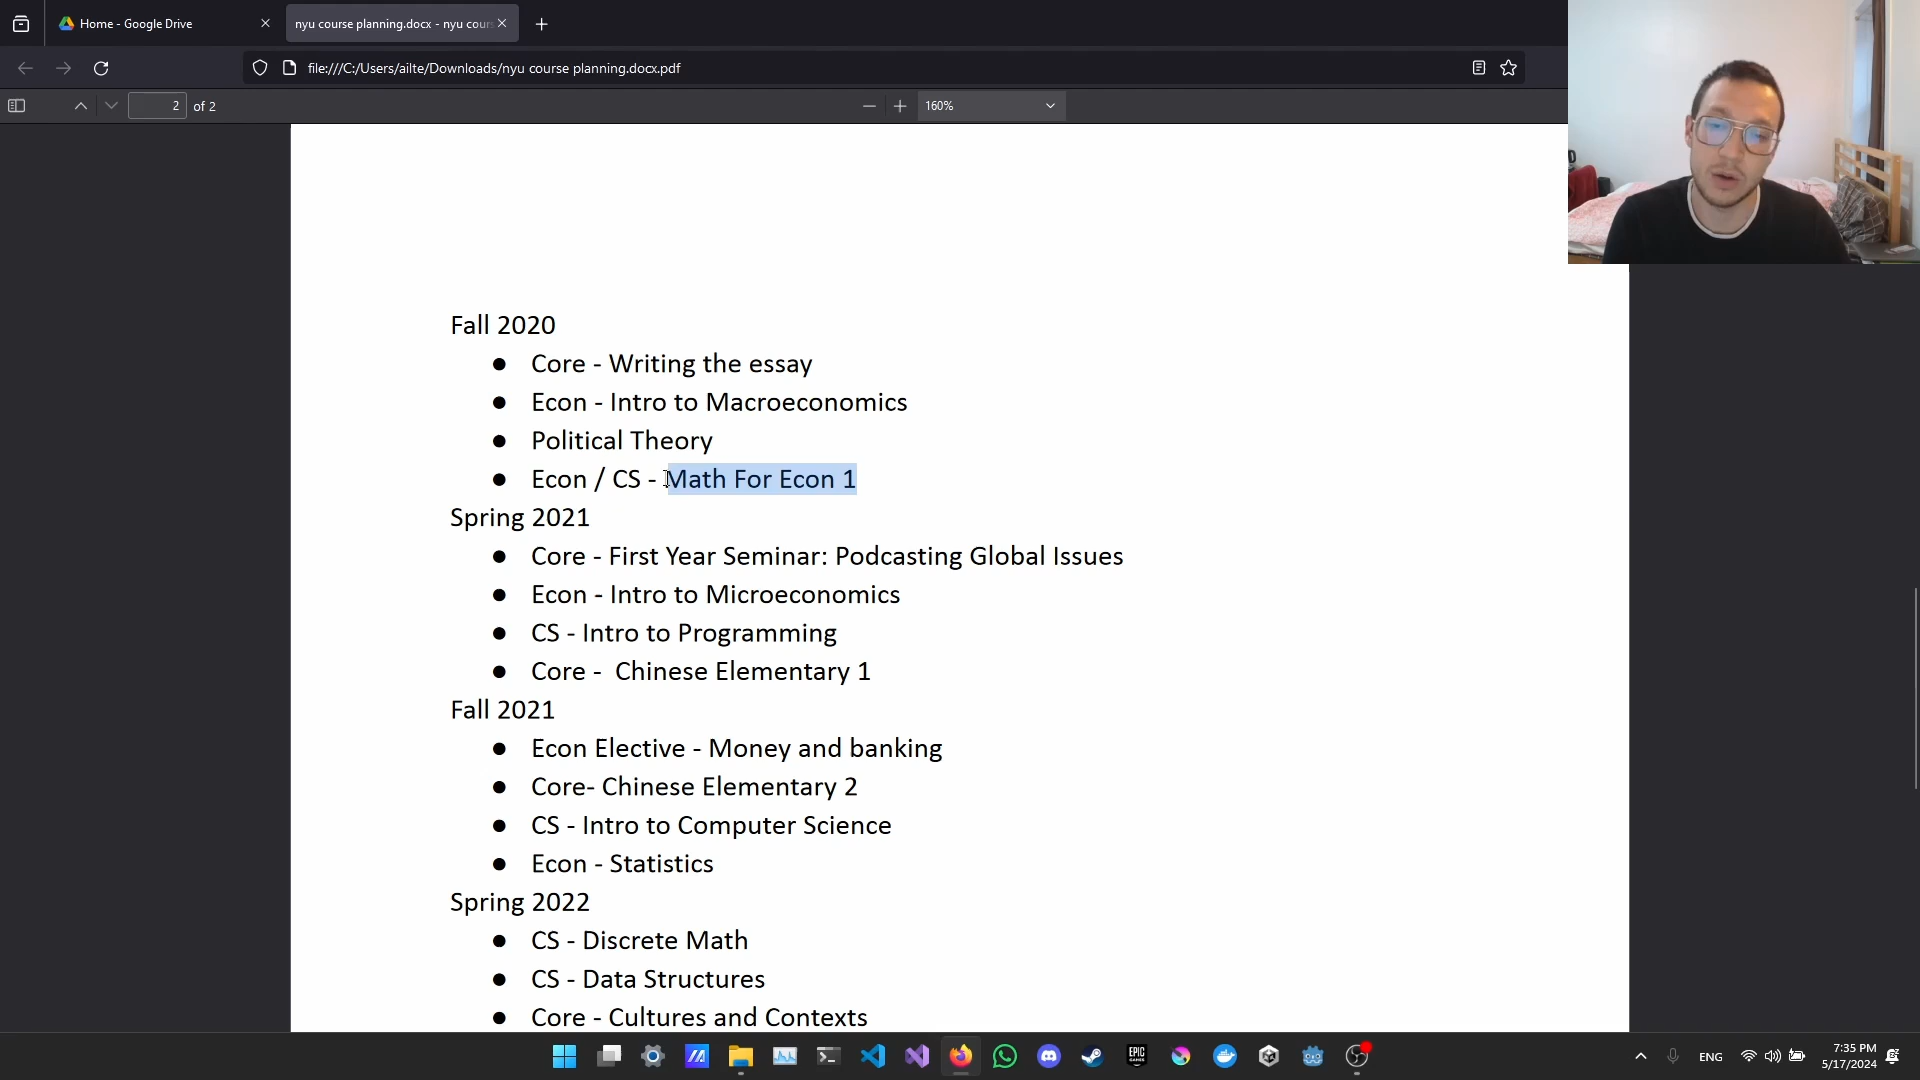 Home - Google Drive
nyu course planning.docx - nyu cour
file:///C:/Users/ailte/Downloads/nyu course planning.docx.pdf
2 of 2
160%
Fall 2020
● Core - Writing the essay
● Econ - Intro to Macroeconomics
● Political Theory
● Econ / CS - Math For Econ 1
Spring 2021
● Core - First Year Seminar: Podcasting Global Issues
● Econ - Intro to Microeconomics
● CS - Intro to Programming
● Core -  Chinese Elementary 1
Fall 2021
● Econ Elective - Money and banking
● Core- Chinese Elementary 2
● CS - Intro to Computer Science
● Econ - Statistics
Spring 2022
● CS - Discrete Math
● CS - Data Structures
● Core - Cultures and Contexts
EPIC
GAMES
ENG
7:35 PM
5/17/2024